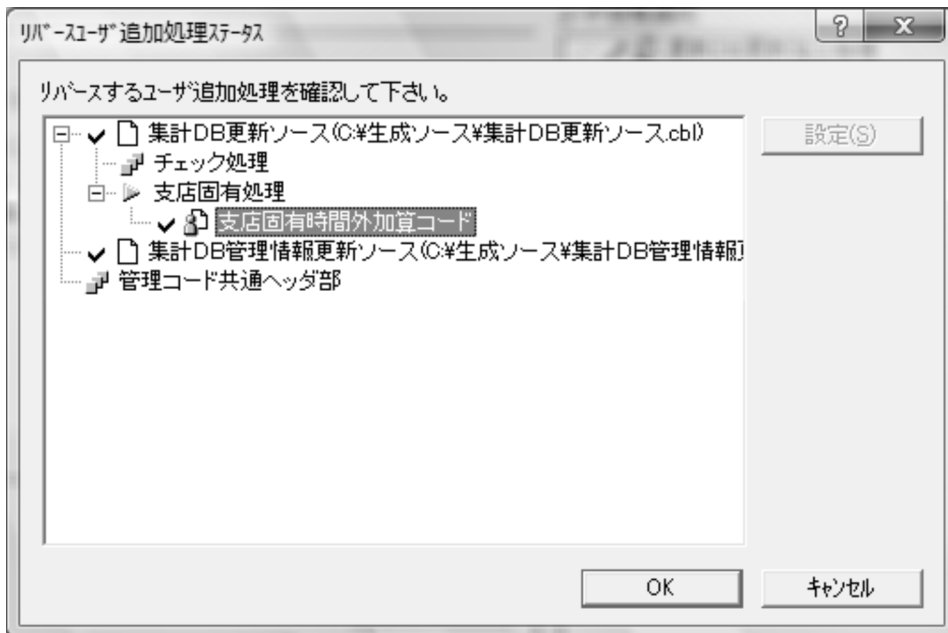 リバースユーザ追加処理ステータス
リバースするユーザ追加処理を確認して下さい。
集計DB更新ソース(C:¥生成ソース¥集計DB更新ソース.cbl)
設定(S)
チェック処理
支店固有処理
支店固有時間外加算コード
集計DB管理情報更新ソース(C:¥生成ソース¥集計DB管理情報更
管理コード共通ヘッダ部
OK
キャンセル